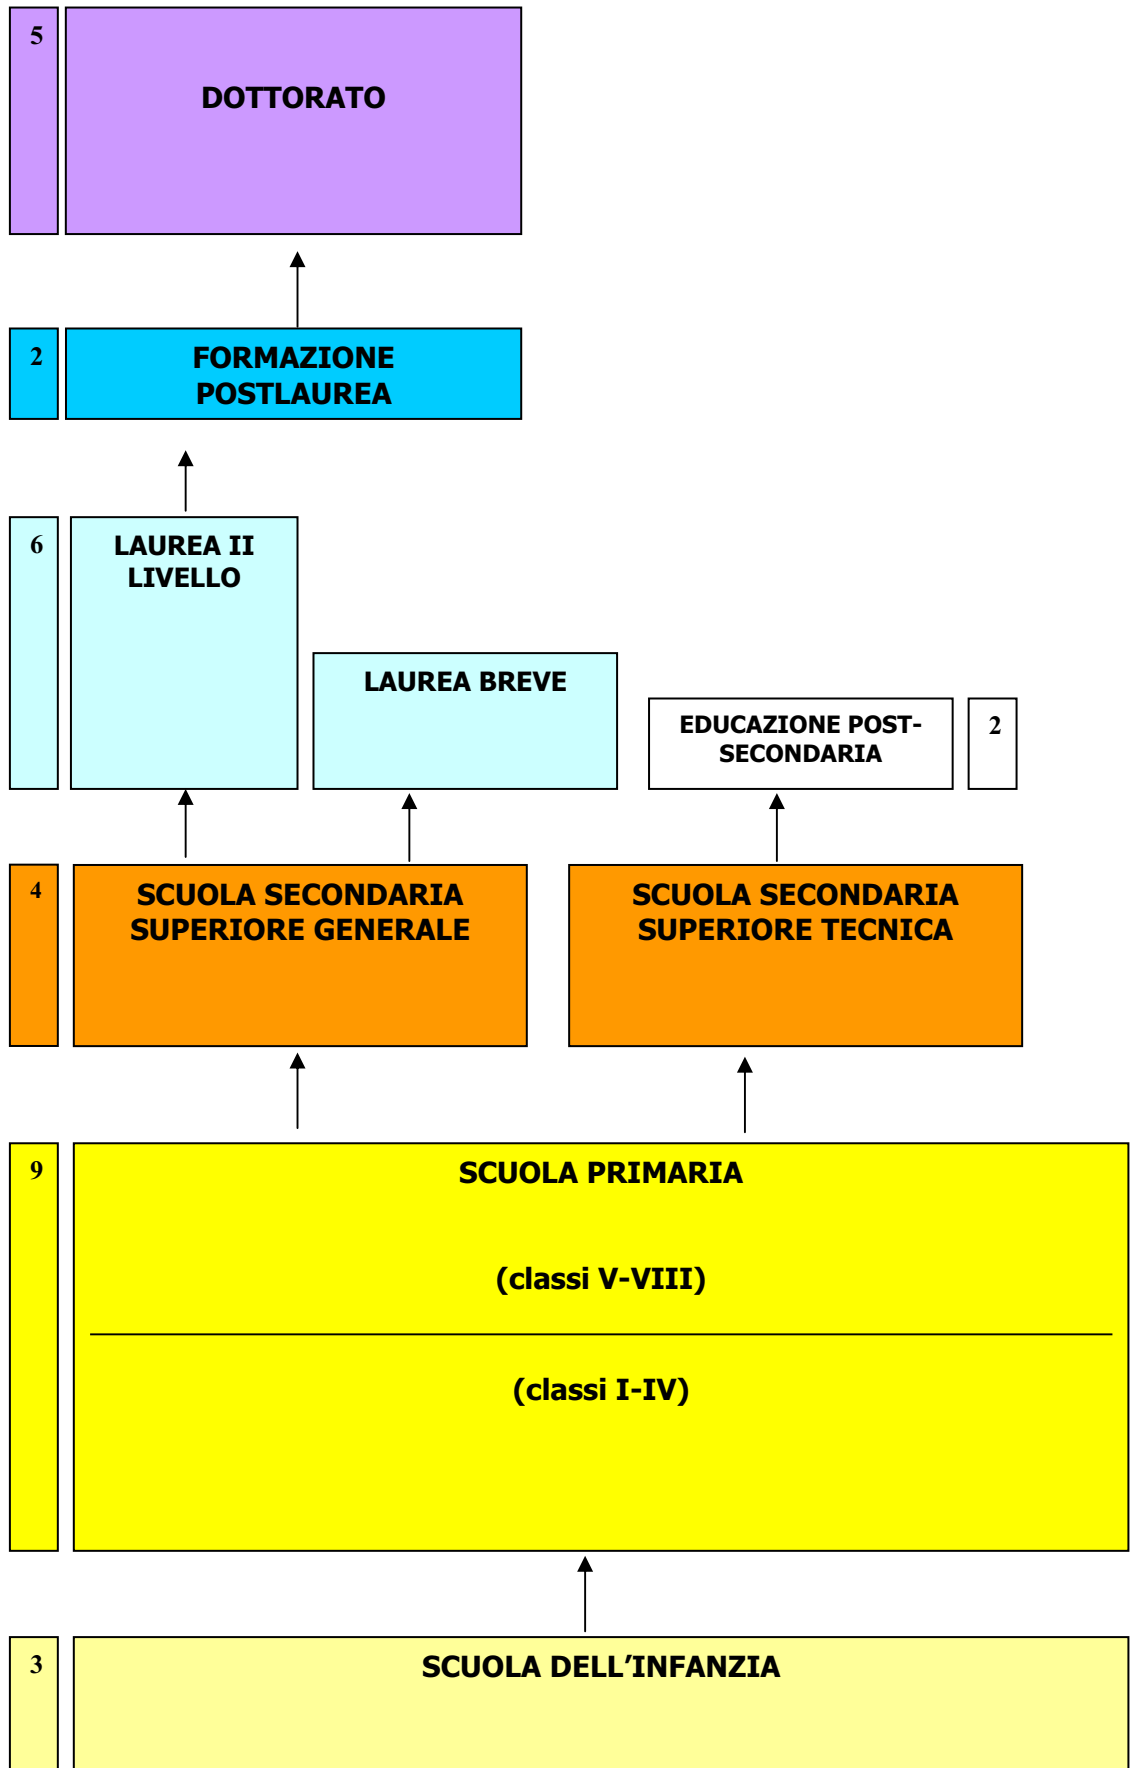 5
DOTTORATO
2
FORMAZIONE
POSTLAUREA
6
LAUREA II
LIVELLO
LAUREA BREVE
EDUCAZIONE POST-
SECONDARIA
2
4
SCUOLA SECONDARIA
SUPERIORE GENERALE
SCUOLA SECONDARIA
SUPERIORE TECNICA
9
SCUOLA PRIMARIA
(classi V-VIII)
(classi I-IV)
3
SCUOLA DELL’INFANZIA